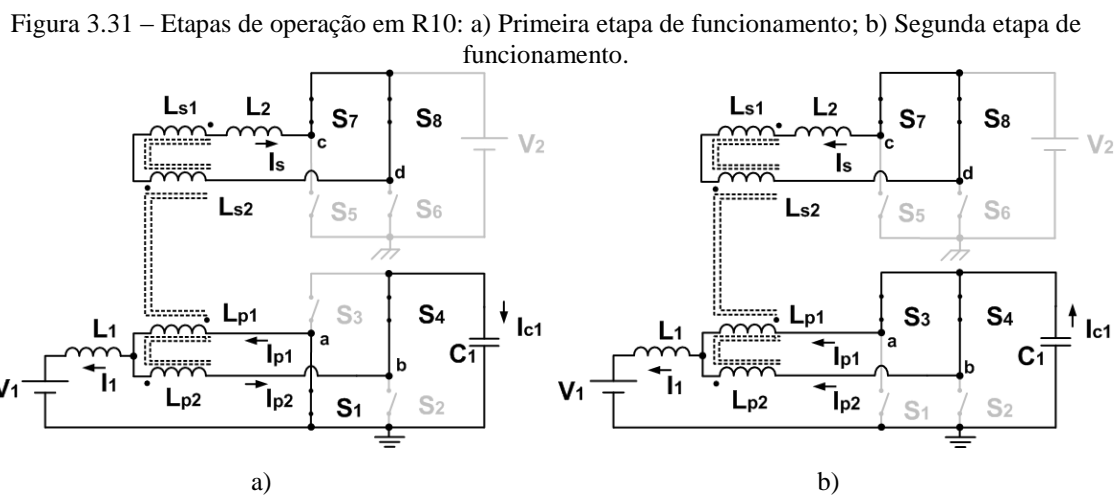 Figura 3.31 – Etapas de operação em R10: a) Primeira etapa de funcionamento; b) Segunda etapa de
funcionamento.
Ls1 L2 S7 S8 V2
Is c d
Ls2 S5 S6
L1 Lp1 S3 S4 Ic1
Ip1 a C1
V1 I1 b
Lp2 Ip2 S1 S2
a)
Ls1 L2 S7 S8 V2
Is c d
Ls2 S5 S6
L1 Lp1 S3 S4 Ic1
Ip1 a C1
V1 I1 b
Lp2 Ip2 S1 S2
b)